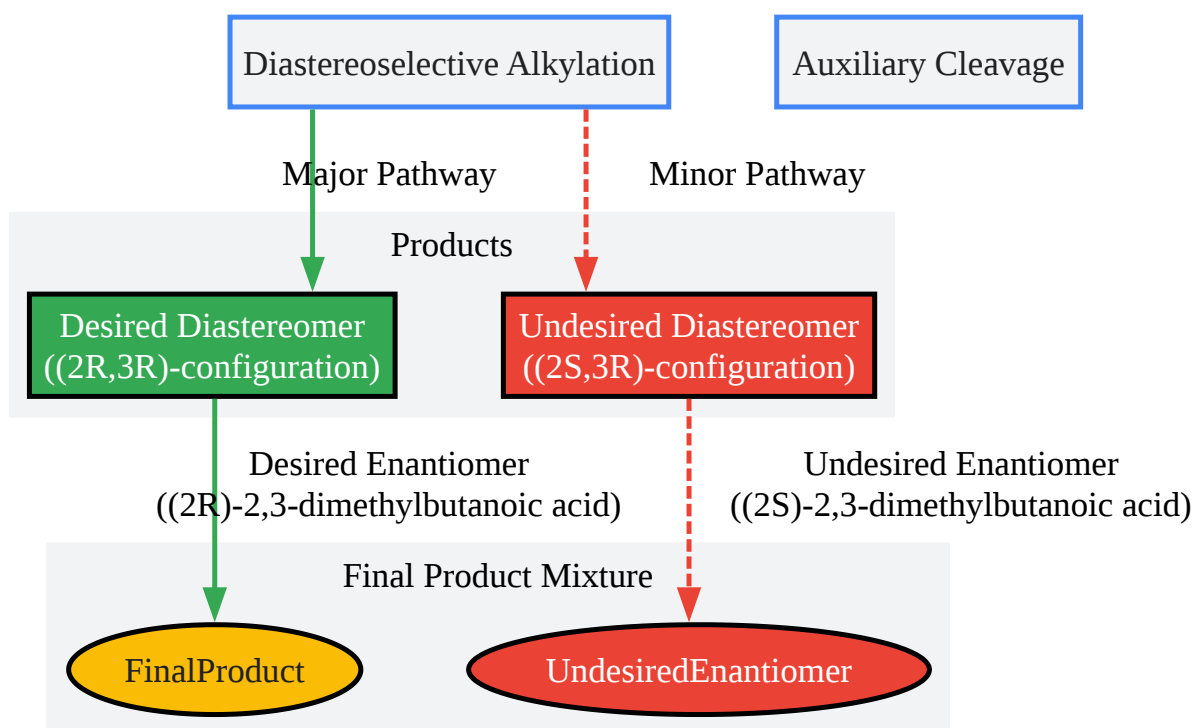 Diastereoselective Alkylation
Auxiliary Cleavage
Major Pathway
Minor Pathway
Products
Desired Diastereomer
((2R,3R)-configuration)
Undesired Diastereomer
((2S,3R)-configuration)
Desired Enantiomer
((2R)-2,3-dimethylbutanoic acid)
Undesired Enantiomer
((2S)-2,3-dimethylbutanoic acid)
Final Product Mixture
FinalProduct
UndesiredEnantiomer